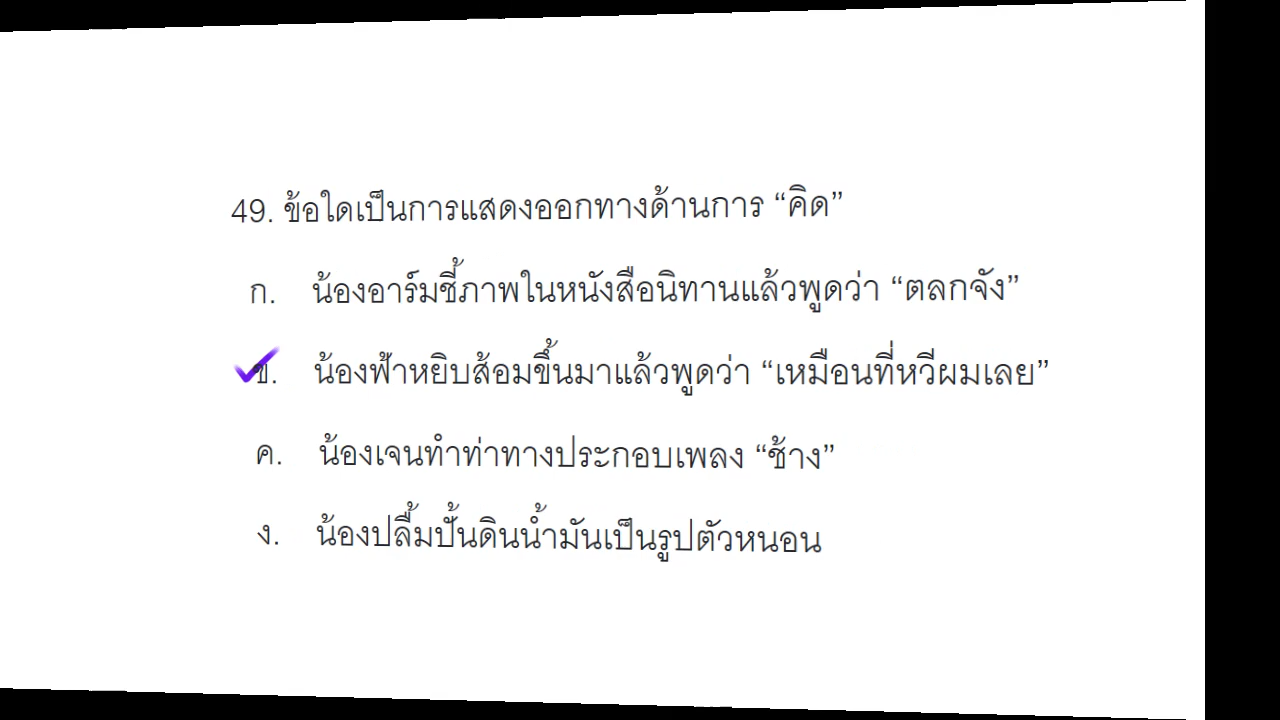 49. ข้อใดเป็นการแสดงออกทางด้านการ “คิด”
ก. น้องอาร์มชี้ภาพในหนังสือนิทานแล้วพูดว่า “ตลกจัง”
ข. น้องฟ้าหยิบส้อมขึ้นมาแล้วพูดว่า “เหมือนที่หวีผมเลย”
ค. น้องเจนทำท่าทางประกอบเพลง “ช้าง”
ง. น้องปลื้มปั้นดินน้ำมันเป็นรูปตัวหนอน